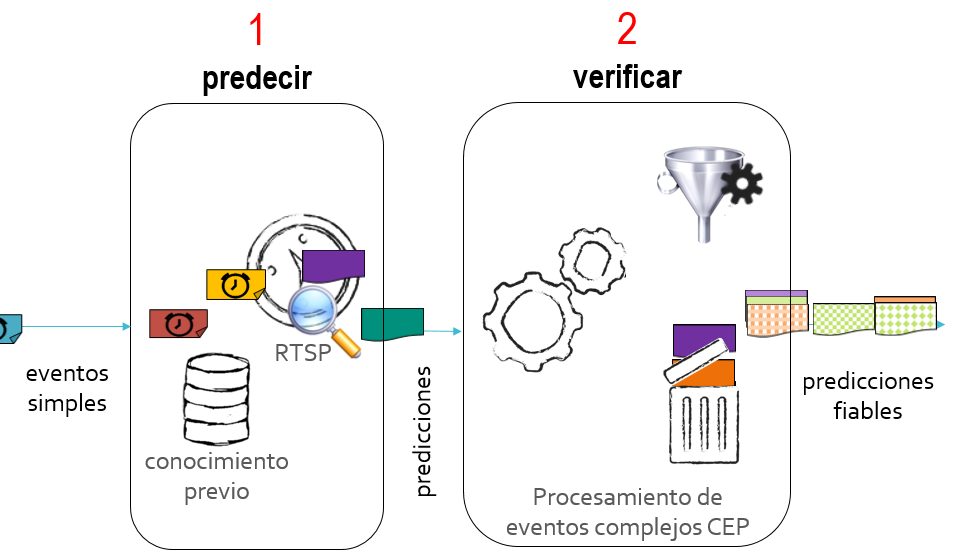 1
predecir
2
verificar
eventos
simples
RTSP
conocimiento
previo
predicciones
Procesamiento de
eventos complejos CEP
predicciones
fiables